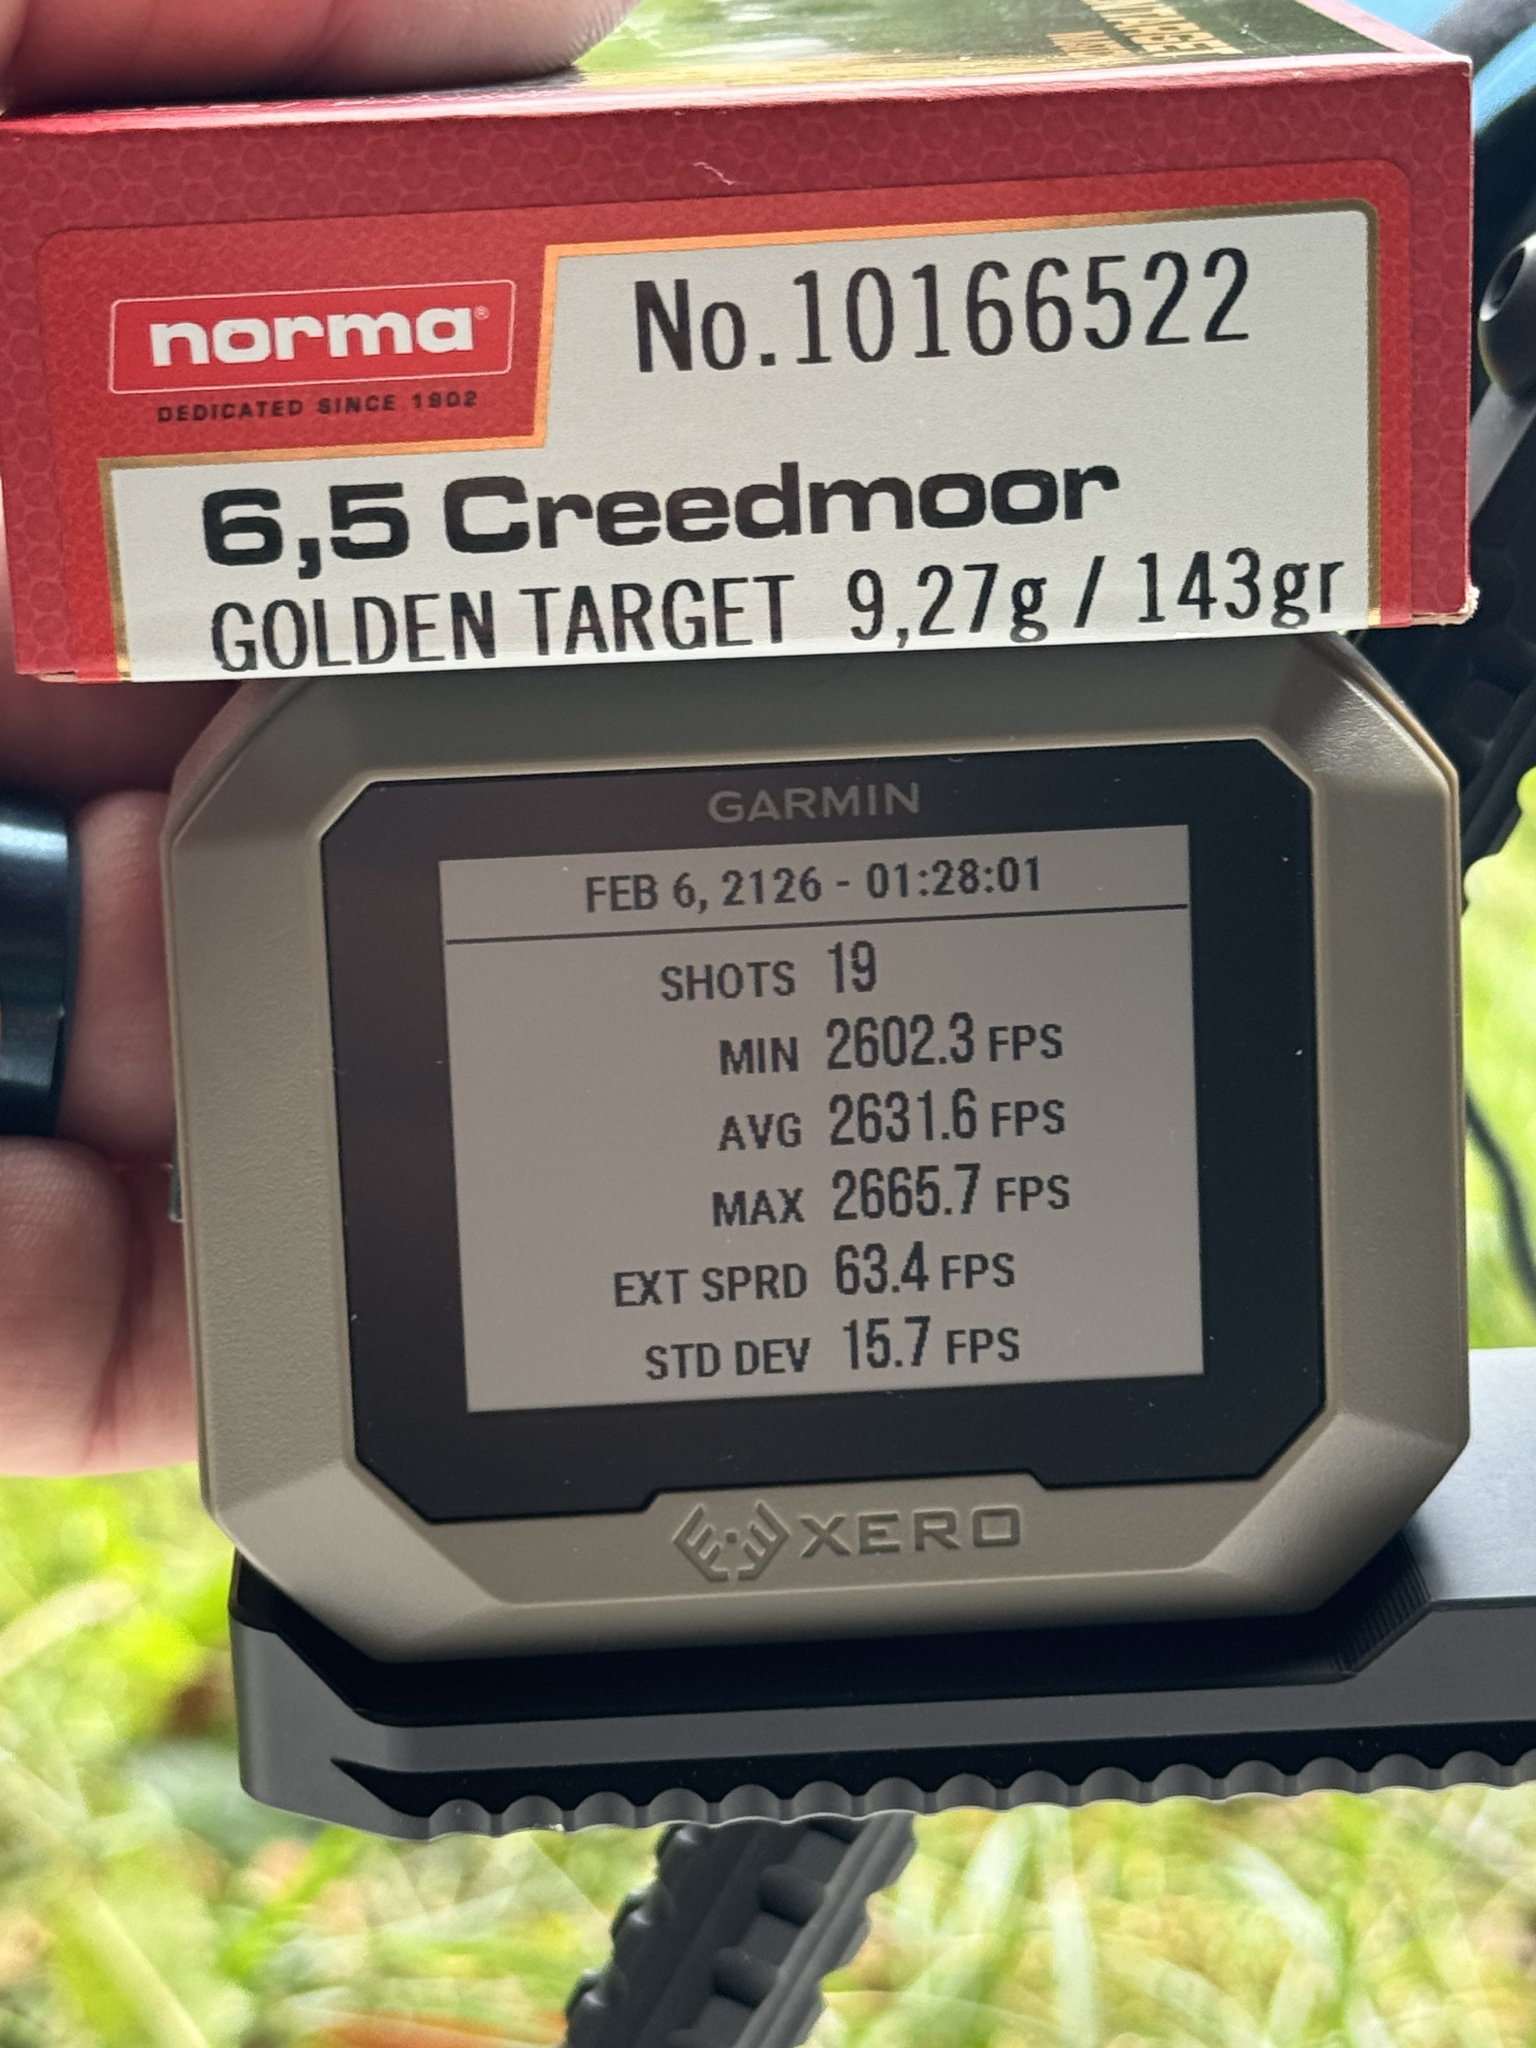 TARGET
norma®
DEDICATED SINCE 1902
No.10166522
6,5 Creedmoor
GOLDEN TARGET 9,27g / 143gr
GARMIN
FEB 6, 2126 - 01:28:01
SHOTS 19
MIN 2602.3 FPS
AVG 2631.6 FPS
MAX 2665.7 FPS
EXT SPRD 63.4 FPS
STD DEV 15.7 FPS
XERO